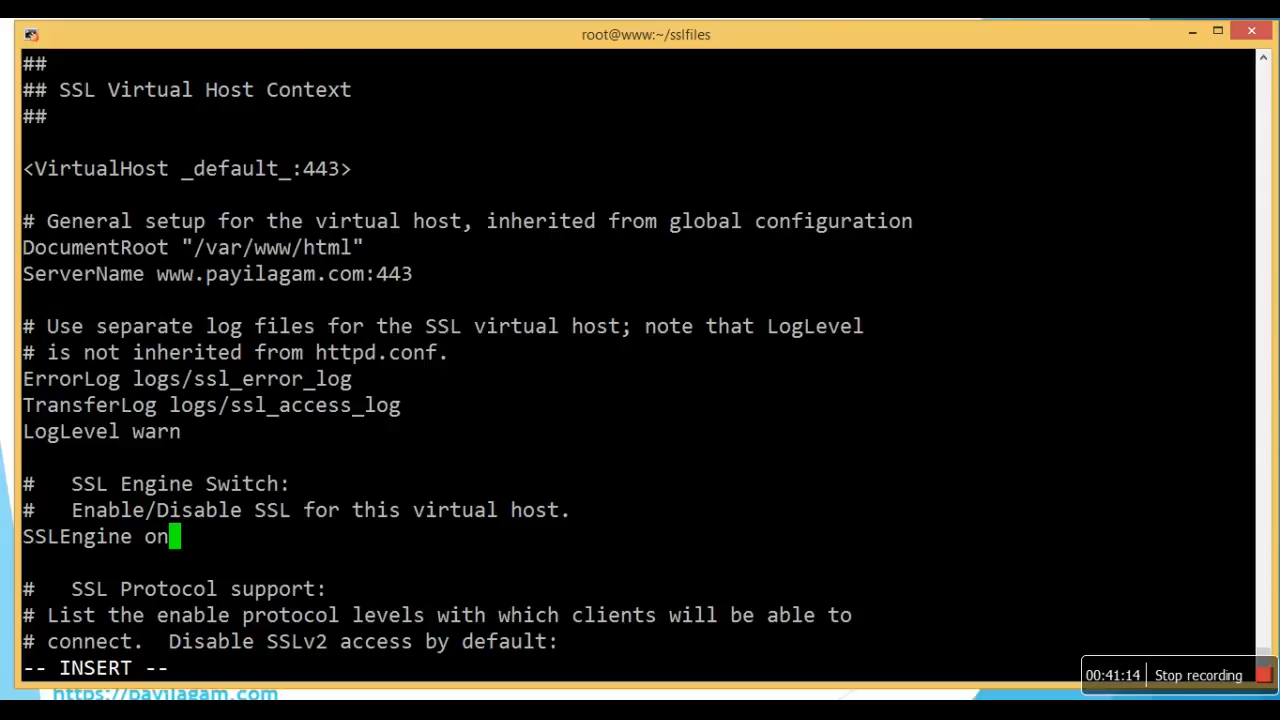 root@www:~/sslfiles
##
## SSL Virtual Host Context
##
<VirtualHost _default_:443>
# General setup for the virtual host, inherited from global configuration
DocumentRoot "/var/www/html"
ServerName www.payilagam.com:443
# Use separate log files for the SSL virtual host; note that LogLevel
# is not inherited from httpd.conf.
ErrorLog logs/ssl_error_log
TransferLog logs/ssl_access_log
LogLevel warn
#   SSL Engine Switch:
#   Enable/Disable SSL for this virtual host.
SSLEngine on
#   SSL Protocol support:
# List the enable protocol levels with which clients will be able to
# connect.  Disable SSLv2 access by default:
-- INSERT --
00:41:14 Stop recording
https://payilagam.com